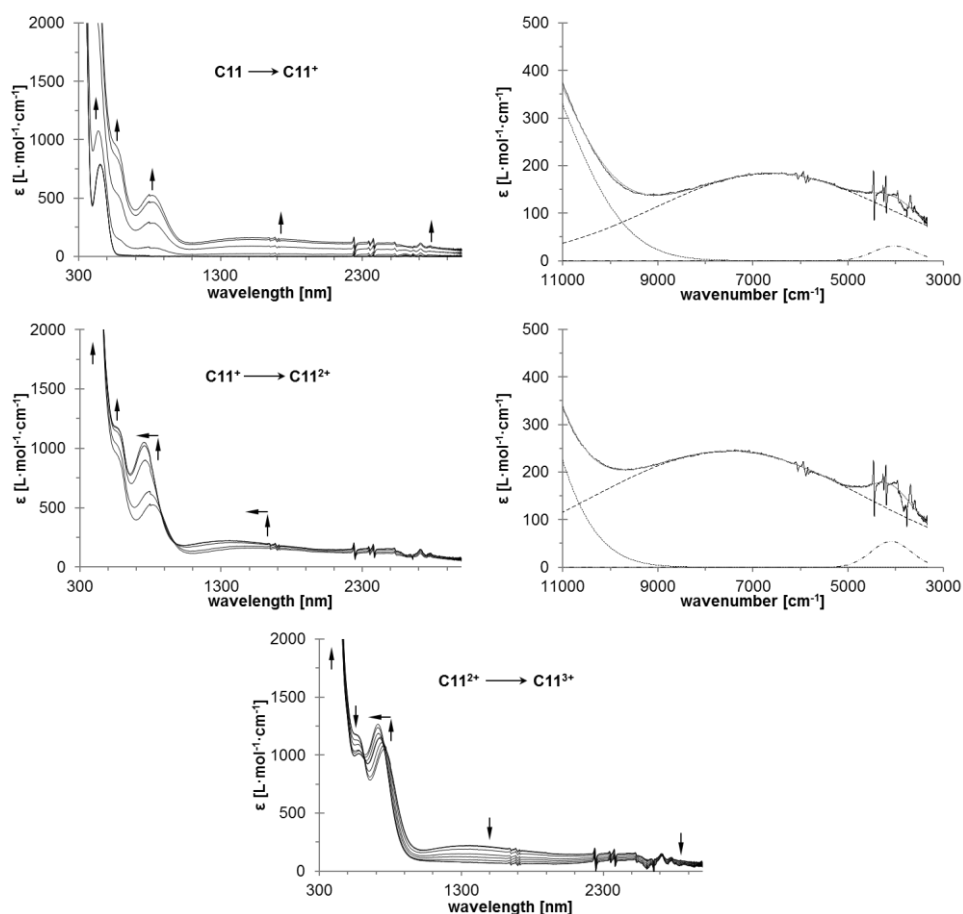 2000
1500
1000
500
0
ε [L·mol⁻¹·cm⁻¹]
C11 ⟶ C11⁺
300 1300 2300
wavelength [nm]
500
400
300
200
100
0
ε [L·mol⁻¹·cm⁻¹]
11000 9000 7000 5000 3000
wavenumber [cm⁻¹]
2000
1500
1000
500
0
ε [L·mol⁻¹·cm⁻¹]
C11⁺ ⟶ C11²⁺
300 1300 2300
wavelength [nm]
500
400
300
200
100
0
ε [L·mol⁻¹·cm⁻¹]
11000 9000 7000 5000 3000
wavenumber [cm⁻¹]
2000
1500
1000
500
0
ε [L·mol⁻¹·cm⁻¹]
C11²⁺ ⟶ C11³⁺
300 1300 2300
wavelength [nm]